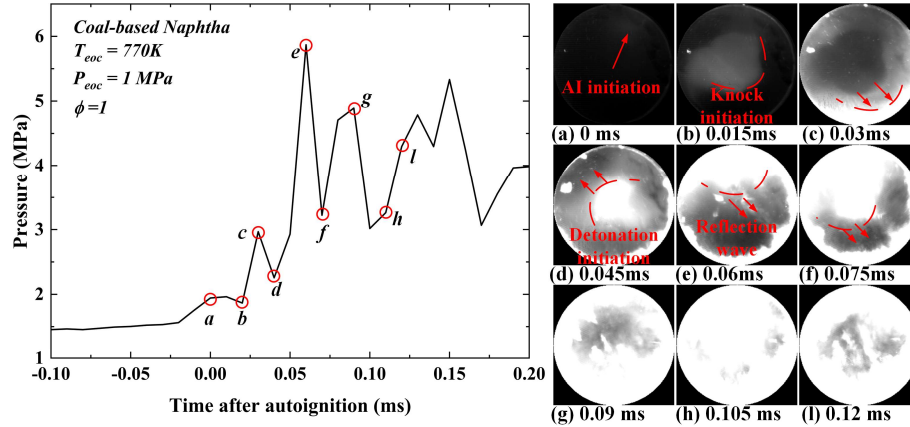 Coal-based Naphtha
T_eoc = 770K
P_eoc = 1 MPa
ϕ=1
Pressure (MPa)
6
5
4
3
2
1
a
b
c
d
e
f
g
h
l
-0.10
-0.05
0.00
0.05
0.10
0.15
0.20
Time after autoignition (ms)
AI initiation
(a) 0 ms
Knock
initiation
(b) 0.015ms
(c) 0.03ms
Detonation
initiation
(d) 0.045ms
Reflection
wave
(e) 0.06ms
(f) 0.075ms
(g) 0.09 ms
(h) 0.105 ms
(l) 0.12 ms